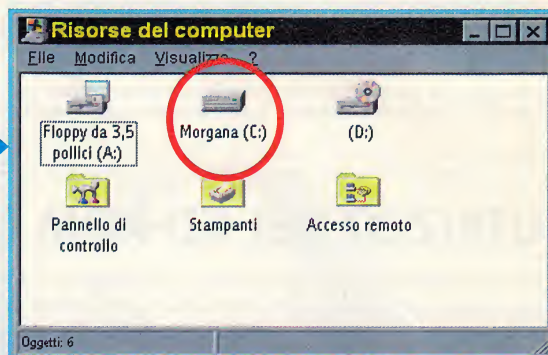 Risorse del computer
File Modifica Visualizza ?
Floppy da 3,5
pollici (A:)
Morgana (C:)
(D:)
Pannello di
controllo
Stampanti
Accesso remoto
Oggetti: 6